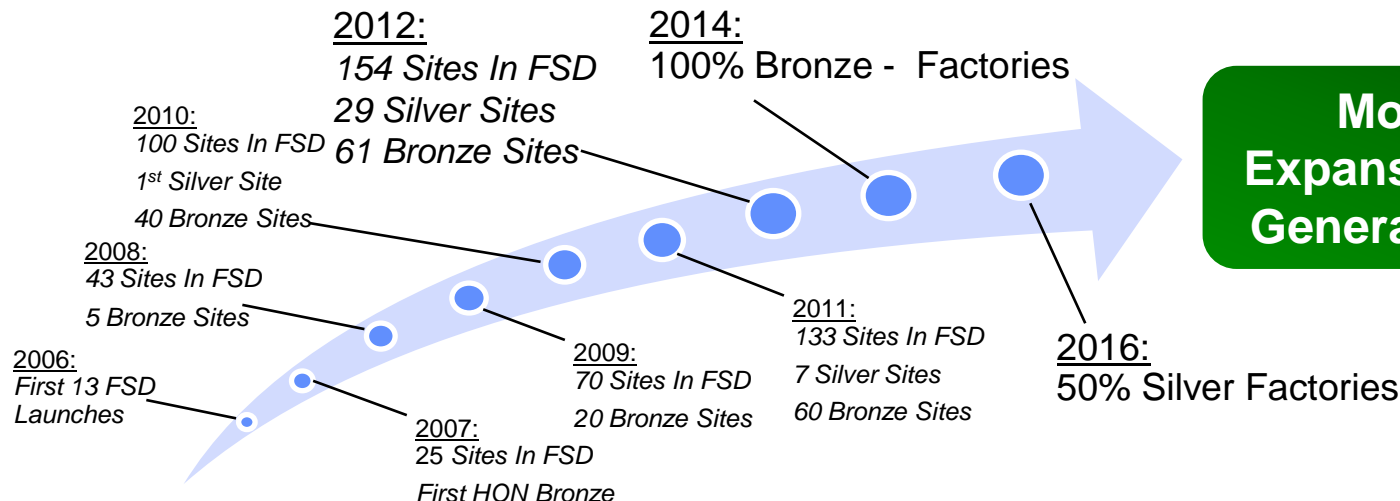 2006:
First 13 FSD
Launches
2007:
25 Sites In FSD
First HON Bronze
2008:
43 Sites In FSD
5 Bronze Sites
2009:
70 Sites In FSD
20 Bronze Sites
2010:
100 Sites In FSD
1st Silver Site
40 Bronze Sites
2011:
133 Sites In FSD
7 Silver Sites
60 Bronze Sites
2012:
154 Sites In FSD
29 Silver Sites
61 Bronze Sites
2014:
100% Bronze - Factories
2016:
50% Silver Factories
Mo
Expans
Genera